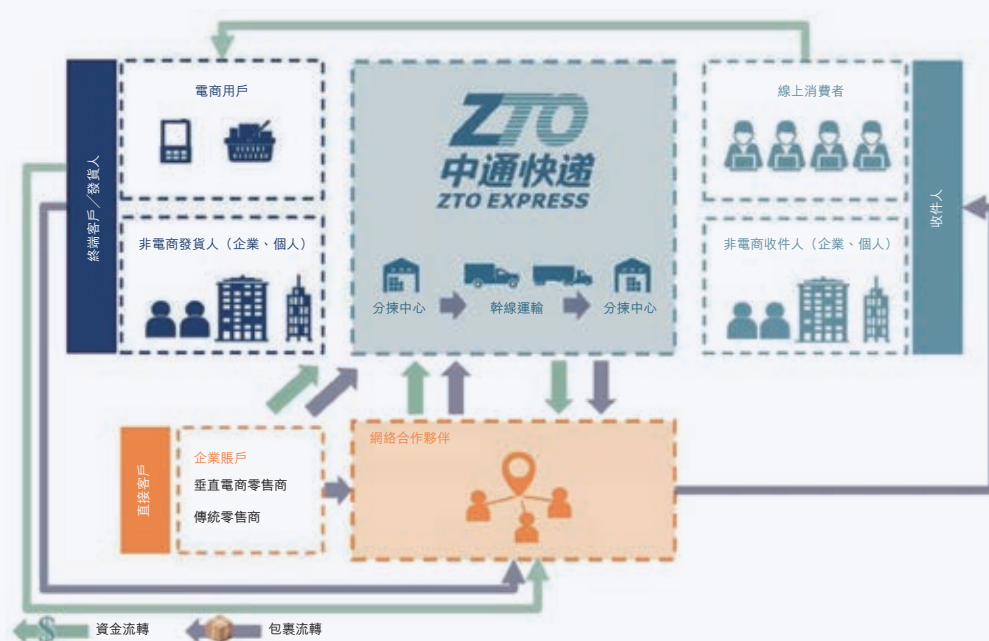 終端客戶／發貨人
電商用戶
非電商發貨人（企業、個人）
ZTO
中通快递
ZTO EXPRESS
分揀中心
幹線運輸
分揀中心
線上消費者
非電商收件人（企業、個人）
收件人
直接客戶
企業賬戶
垂直電商零售商
傳統零售商
網絡合作夥伴
$
資金流轉
包裹流轉